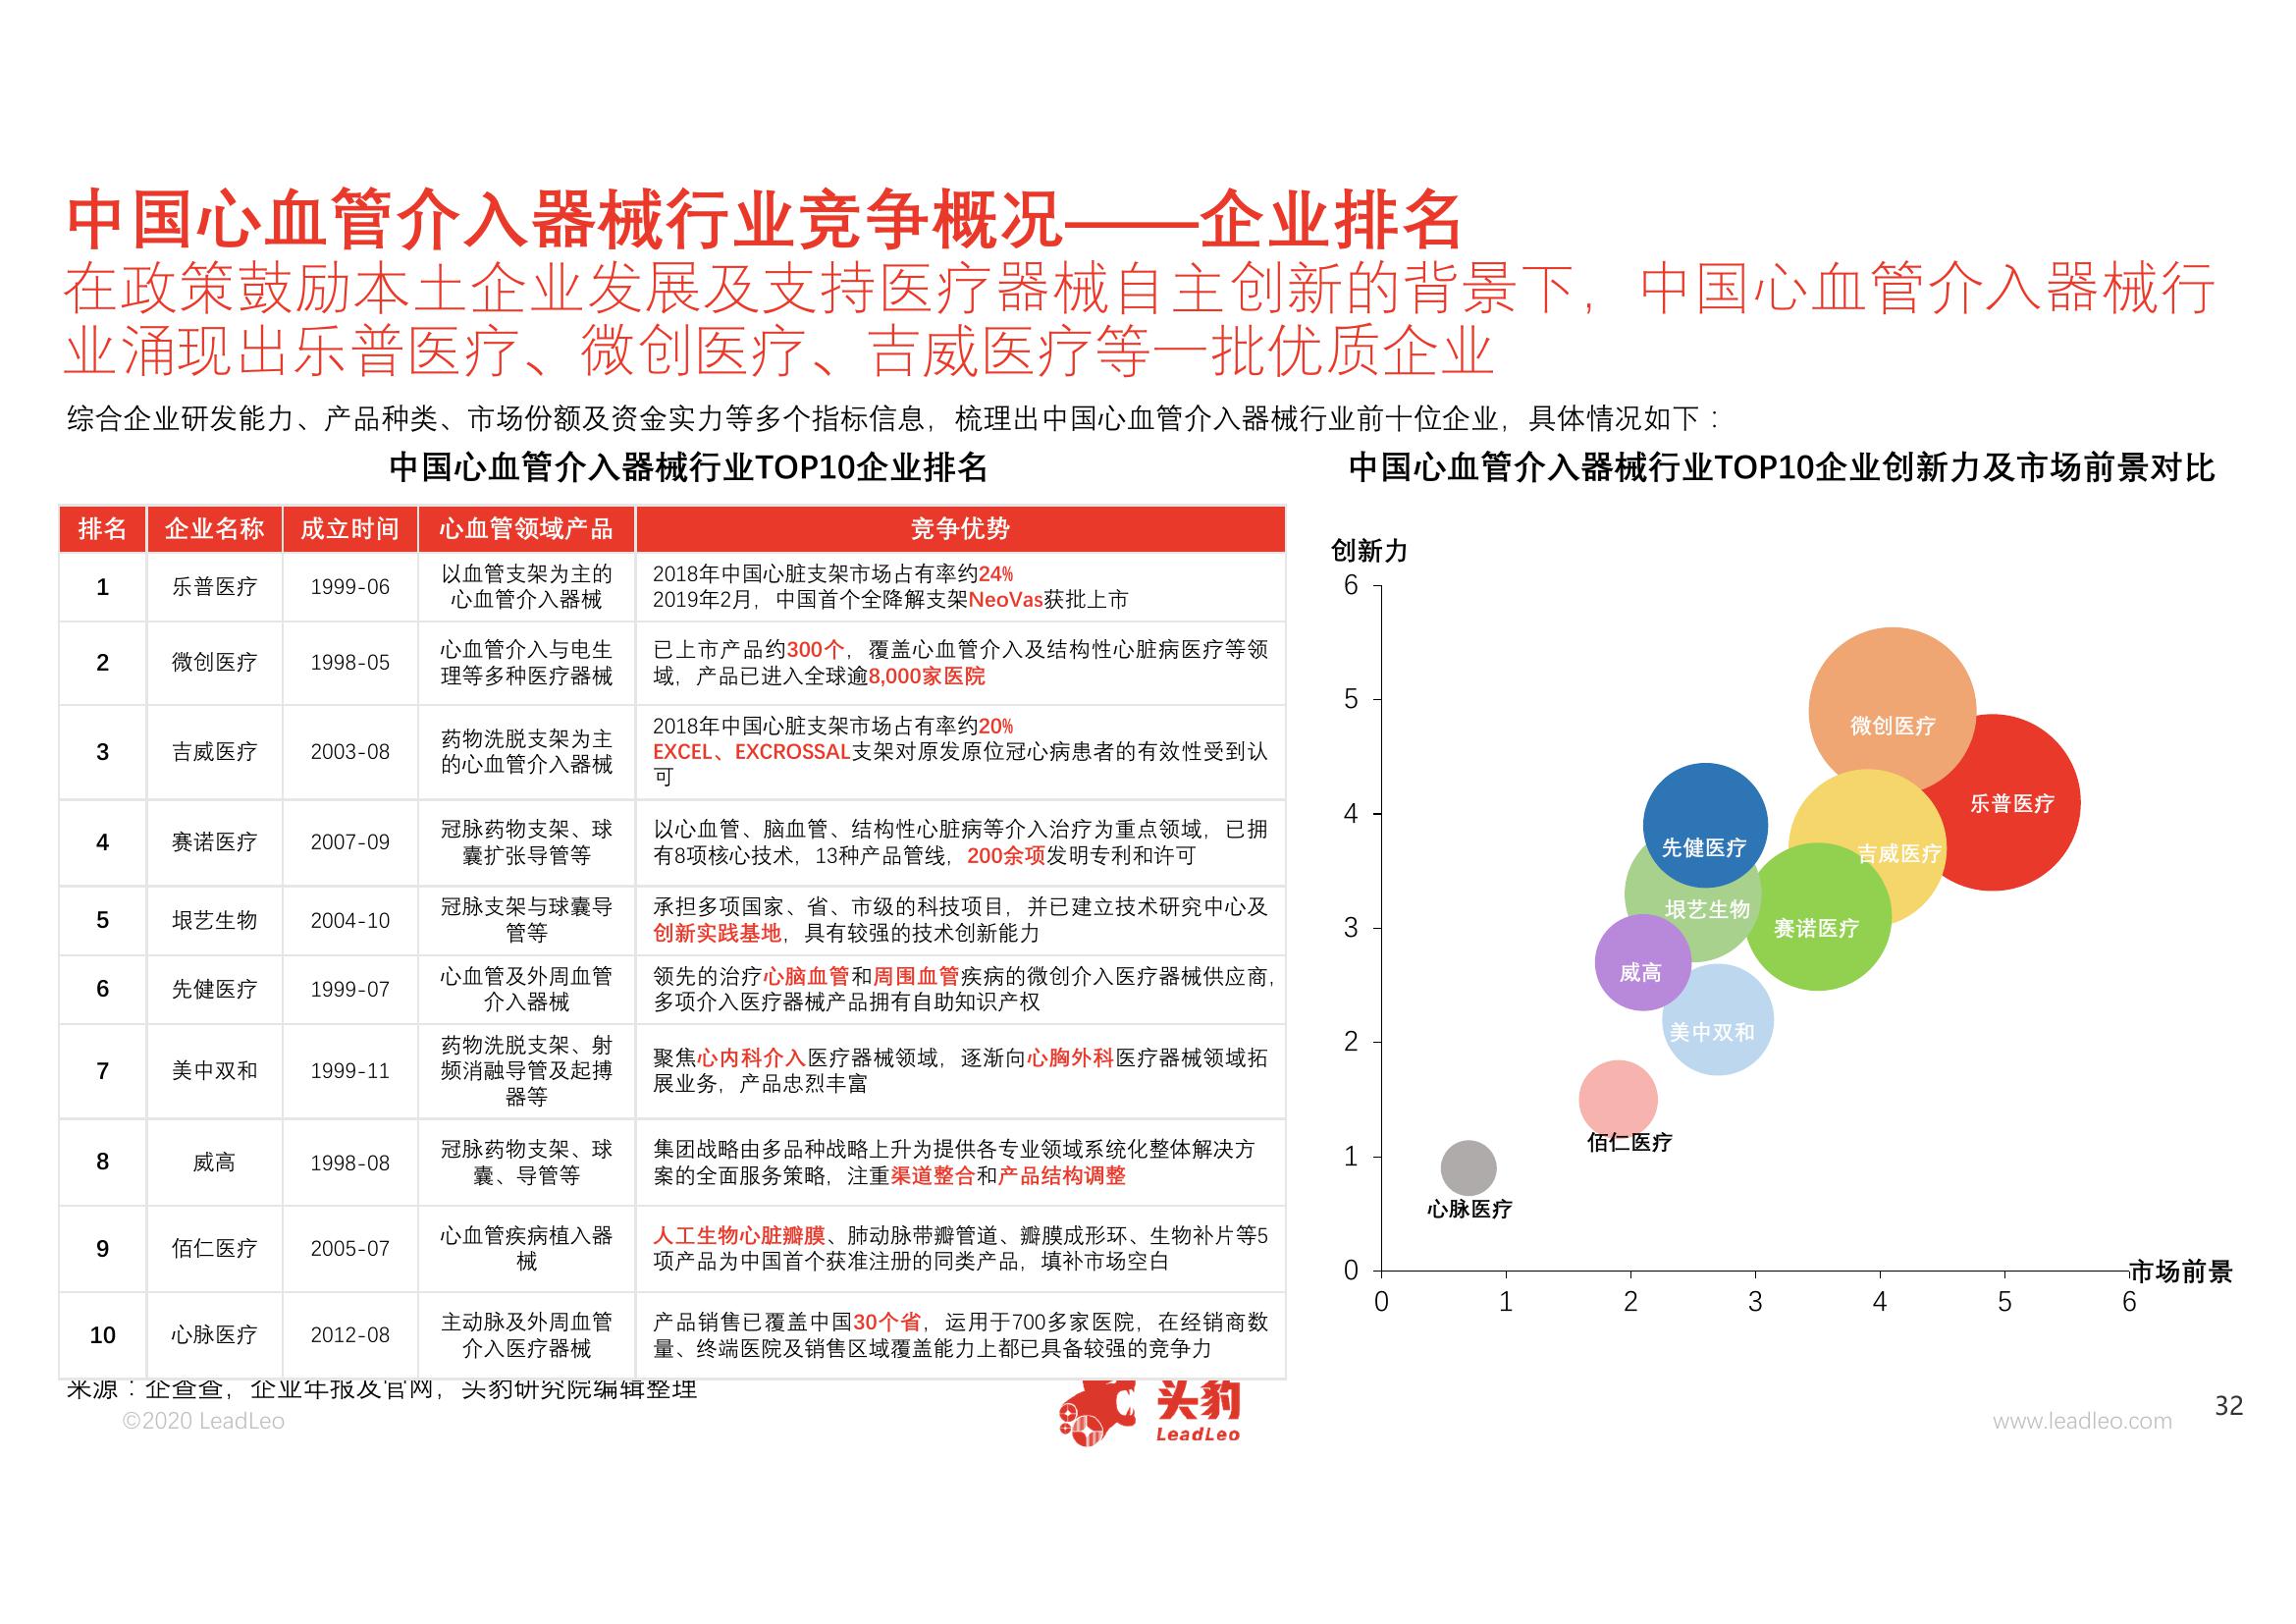 中国心血管介入器械行业竞争概况——企业排名
在政策鼓励本土企业发展及支持医疗器械自主创新的背景下，中国心血管介入器械行
业涌现出乐普医疗、微创医疗、吉威医疗等一批优质企业
综合企业研发能力、产品种类、市场份额及资金实力等多个指标信息，梳理出中国心血管介入器械行业前十位企业，具体情况如下：
中国心血管介入器械行业TOP10企业排名
排名 企业名称 成立时间 心血管领域产品 竞争优势
1 乐普医疗 1999-06
以血管支架为主的
心血管介入器械
2018年中国心脏支架市场占有率约24%
2019年2月，中国首个全降解支架NeoVas获批上市
2 微创医疗 1998-05
心血管介入与电生
理等多种医疗器械
已上市产品约300个，覆盖心血管介入及结构性心脏病医疗等领
域，产品已进入全球逾8,000家医院
3 吉威医疗 2003-08
药物洗脱支架为主
的心血管介入器械
2018年中国心脏支架市场占有率约20%
EXCEL、EXCROSSAL支架对原发原位冠心病患者的有效性受到认
可
4 赛诺医疗 2007-09
冠脉药物支架、球
囊扩张导管等
以心血管、脑血管、结构性心脏病等介入治疗为重点领域，已拥
有8项核心技术，13种产品管线，200余项发明专利和许可
5 垠艺生物 2004-10
冠脉支架与球囊导
管等
承担多项国家、省、市级的科技项目，并已建立技术研究中心及
创新实践基地，具有较强的技术创新能力
6 先健医疗 1999-07
心血管及外周血管
介入器械
领先的治疗心脑血管和周围血管疾病的微创介入医疗器械供应商，
多项介入医疗器械产品拥有自助知识产权
7 美中双和 1999-11
药物洗脱支架、射
频消融导管及起搏
器等
聚焦心内科介入医疗器械领域，逐渐向心胸外科医疗器械领域拓
展业务，产品忠烈丰富
8 威高 1998-08
冠脉药物支架、球
囊、导管等
集团战略由多品种战略上升为提供各专业领域系统化整体解决方
案的全面服务策略，注重渠道整合和产品结构调整
9 佰仁医疗 2005-07
心血管疾病植入器
械
人工生物心脏瓣膜、肺动脉带瓣管道、瓣膜成形环、生物补片等5
项产品为中国首个获准注册的同类产品，填补市场空白
10 心脉医疗 2012-08
主动脉及外周血管
介入医疗器械
产品销售已覆盖中国30个省，运用于700多家医院，在经销商数
量、终端医院及销售区域覆盖能力上都已具备较强的竞争力
中国心血管介入器械行业TOP10企业创新力及市场前景对比
创新力
6
5
4
3
2
1
0
微创医疗
乐普医疗
先健医疗
吉威医疗
垠艺生物
赛诺医疗
威高
美中双和
佰仁医疗
心脉医疗
市场前景
0 1 2 3 4 5 6
来源：企查查，企业年报及官网，头豹研究院编辑整理
©2020 LeadLeo
头豹
LeadLeo
www.leadleo.com
32